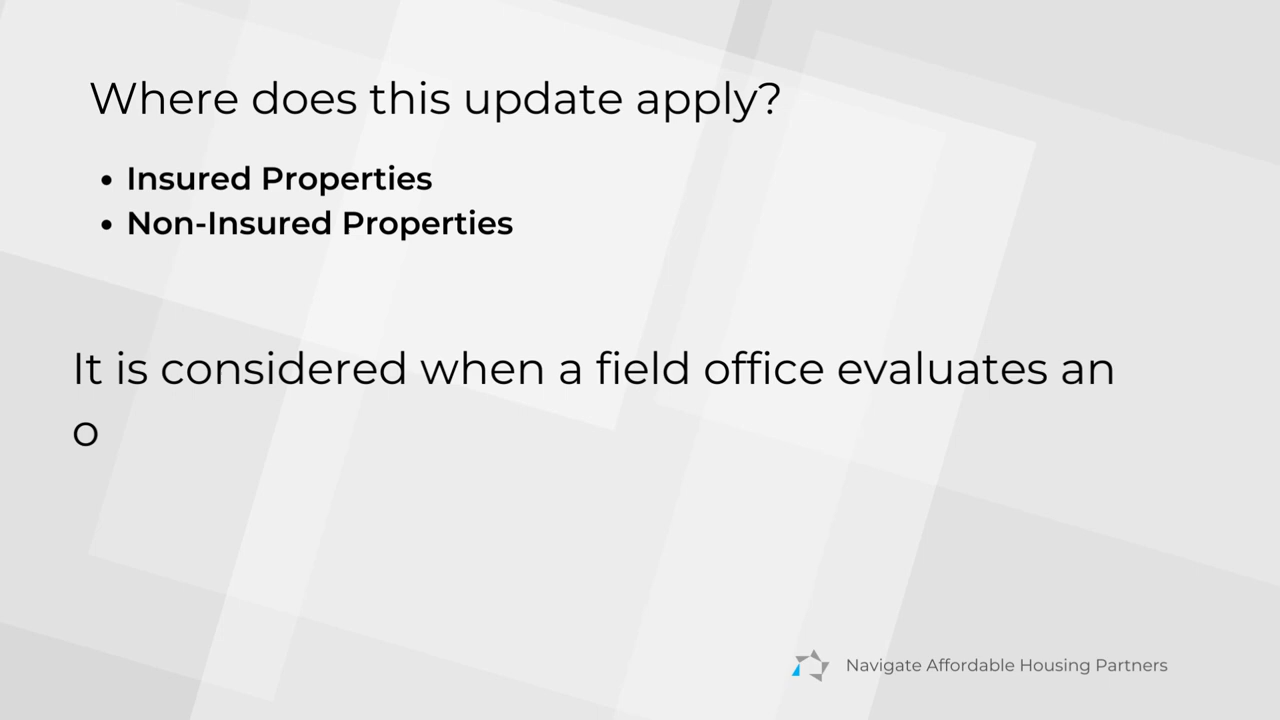 Where does this update apply?
• Insured Properties
• Non-Insured Properties
It is considered when a field office evaluates an
o
Navigate Affordable Housing Partners